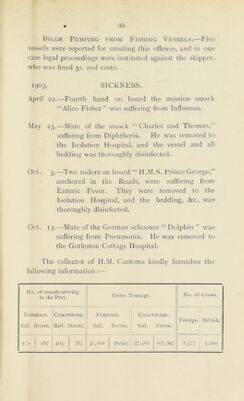 33
BILGE PUMPING FROM FISHING VESSELS.—Five
vessels were reported for creating this offence, and in one
case legal proceedings were instituted against the skipper,
who was fined 5s. and costs.
1903. SICKNESS.
April 22.—Fourth hand on board the mission smack
"Alice Fisher" was suffering from Influenza.
May 23.—Mate of the smack "Charles and Thomas,"
suffering from Diphtheria. He was removed to
the Isolation Hospital, and the vessel and all
bedding was thoroughly disinfected.
Oct. 3.—Two sailors on board "H.M.S. Prince George,"
anchored in the Roads, were suffering from
Enteric Fever. They were removed to the
Isolation Hospital, and the bedding, &c., was
thoroughly disinfected.
Oct. 13.—Mate of the German schooner "Dolphin" was
suffering from Pneumonia. He was removed to
the Gorleston Cottage Hospital.
The collector of H.M. Customs kindly furnishes the
following information :—
No. of vessels arriving in the Port. Gross Tonnage. No. of Crews.
FOREIGN. COASTWISE. FOREIGN. COASTWISE. Foreign. British.
Sail. Steam. Sail. Steam. Sail. Steam. Sail. Steam.
274 167 404 783